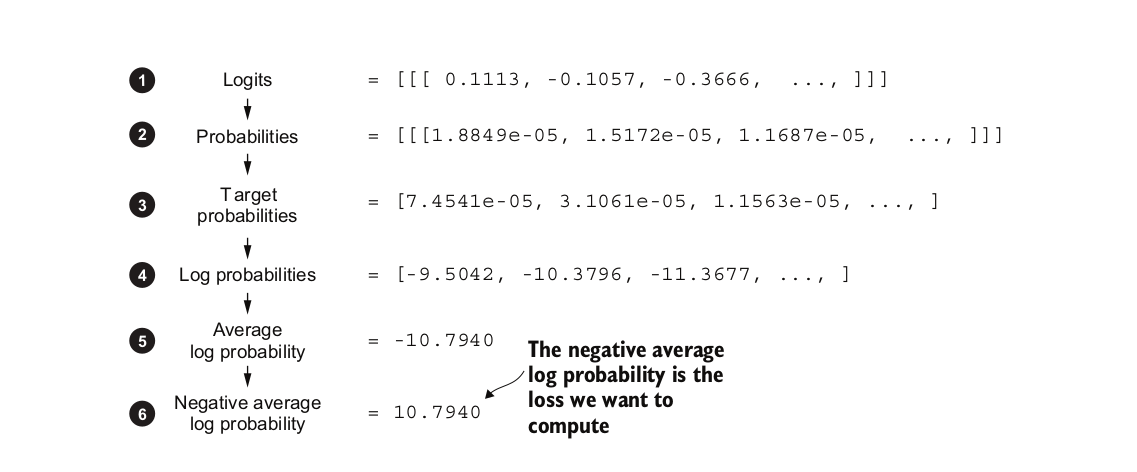 1 Logits = [[[ 0.1113, -0.1057, -0.3666, ..., ]]]
2 Probabilities = [[[1.8849e-05, 1.5172e-05, 1.1687e-05, ..., ]]]
3 Target
probabilities = [7.4541e-05, 3.1061e-05, 1.1563e-05, ..., ]
4 Log probabilities = [-9.5042, -10.3796, -11.3677, ..., ]
5 Average
log probability = -10.7940
6 Negative average
log probability = 10.7940
The negative average
log probability is the
loss we want to
compute